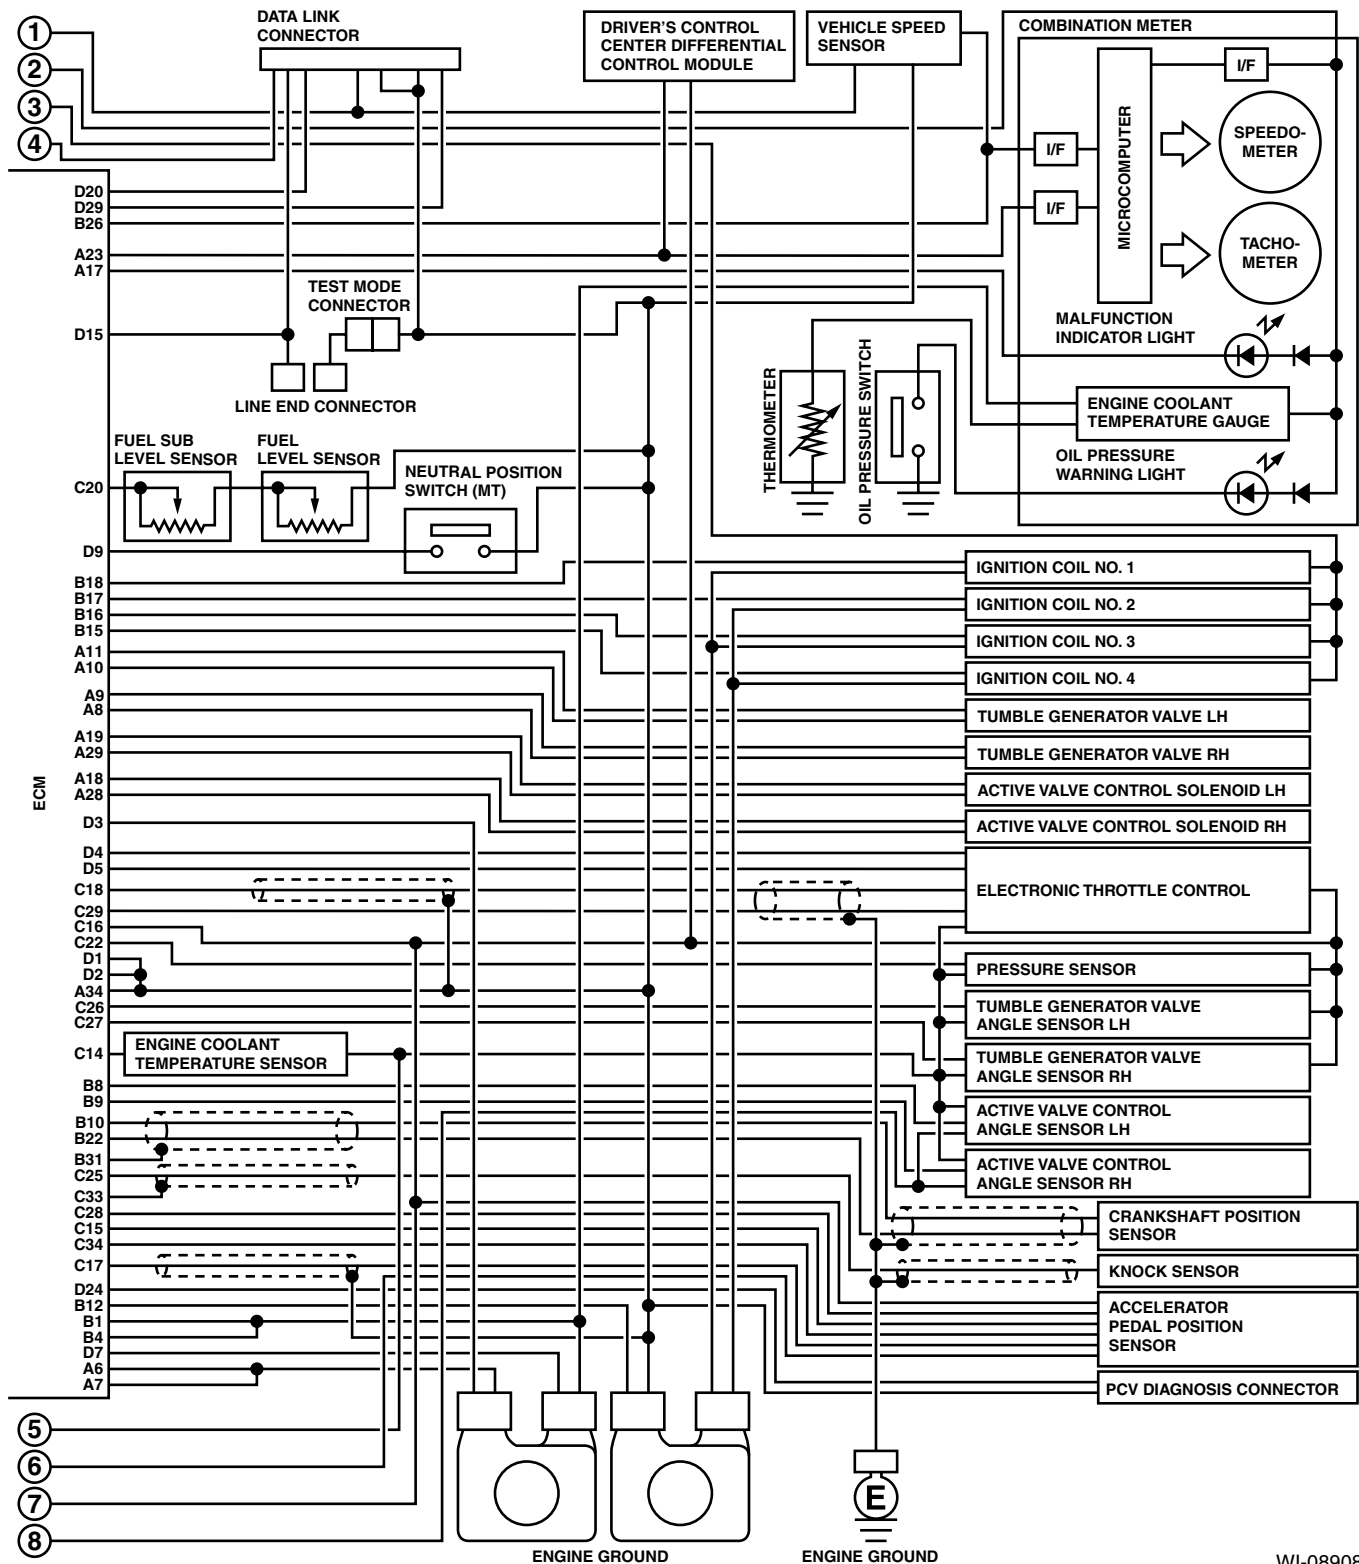 1
2
3
4
DATA LINK
CONNECTOR
DRIVER'S CONTROL
CENTER DIFFERENTIAL
CONTROL MODULE
VEHICLE SPEED
SENSOR
COMBINATION METER
I/F
I/F
I/F
MICROCOMPUTER
SPEEDO-
METER
TACHO-
METER
MALFUNCTION
INDICATOR LIGHT
ENGINE COOLANT
TEMPERATURE GAUGE
OIL PRESSURE
WARNING LIGHT
D20
D29
B26
A23
A17
D15
TEST MODE
CONNECTOR
LINE END CONNECTOR
THERMOMETER
OIL PRESSURE SWITCH
FUEL SUB
LEVEL SENSOR
FUEL
LEVEL SENSOR
NEUTRAL POSITION
SWITCH (MT)
C20
D9
B18
B17
B16
B15
A11
A10
A9
A8
A19
A29
A18
A28
D3
D4
D5
C18
C29
C16
C22
D1
D2
A34
C26
C27
C14
B8
B9
B10
B22
B31
C25
C33
C28
C15
C34
C17
D24
B12
B1
B4
D7
A6
A7
ECM
ENGINE COOLANT
TEMPERATURE SENSOR
IGNITION COIL NO. 1
IGNITION COIL NO. 2
IGNITION COIL NO. 3
IGNITION COIL NO. 4
TUMBLE GENERATOR VALVE LH
TUMBLE GENERATOR VALVE RH
ACTIVE VALVE CONTROL SOLENOID LH
ACTIVE VALVE CONTROL SOLENOID RH
ELECTRONIC THROTTLE CONTROL
PRESSURE SENSOR
TUMBLE GENERATOR VALVE
ANGLE SENSOR LH
TUMBLE GENERATOR VALVE
ANGLE SENSOR RH
ACTIVE VALVE CONTROL
ANGLE SENSOR LH
ACTIVE VALVE CONTROL
ANGLE SENSOR RH
CRANKSHAFT POSITION
SENSOR
KNOCK SENSOR
ACCELERATOR
PEDAL POSITION
SENSOR
PCV DIAGNOSIS CONNECTOR
5
6
7
8
E
ENGINE GROUND
ENGINE GROUND
WI-08908